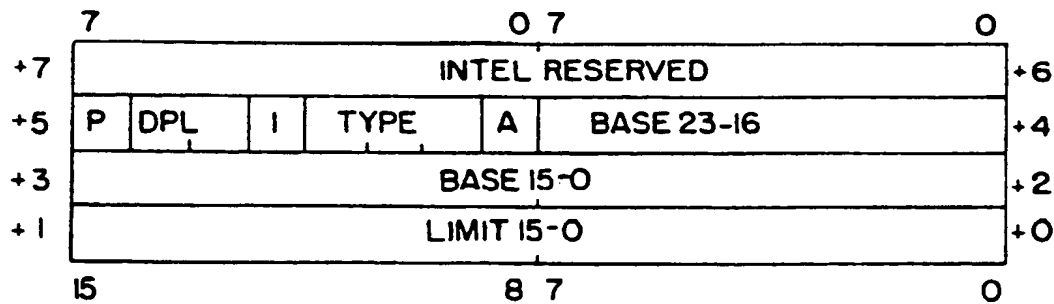 7 0 7 0
+7 INTEL RESERVED +6
+5 P DPL 1 TYPE A BASE 23-16 +4
+3 BASE 15-0 +2
+1 LIMIT 15-0 +0
15 8 7 0